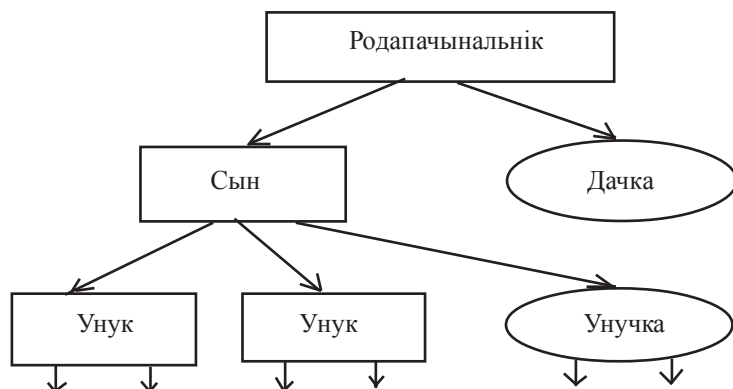 Родапачынальнік
Сын
Дачка
Унук
Унук
Унучка